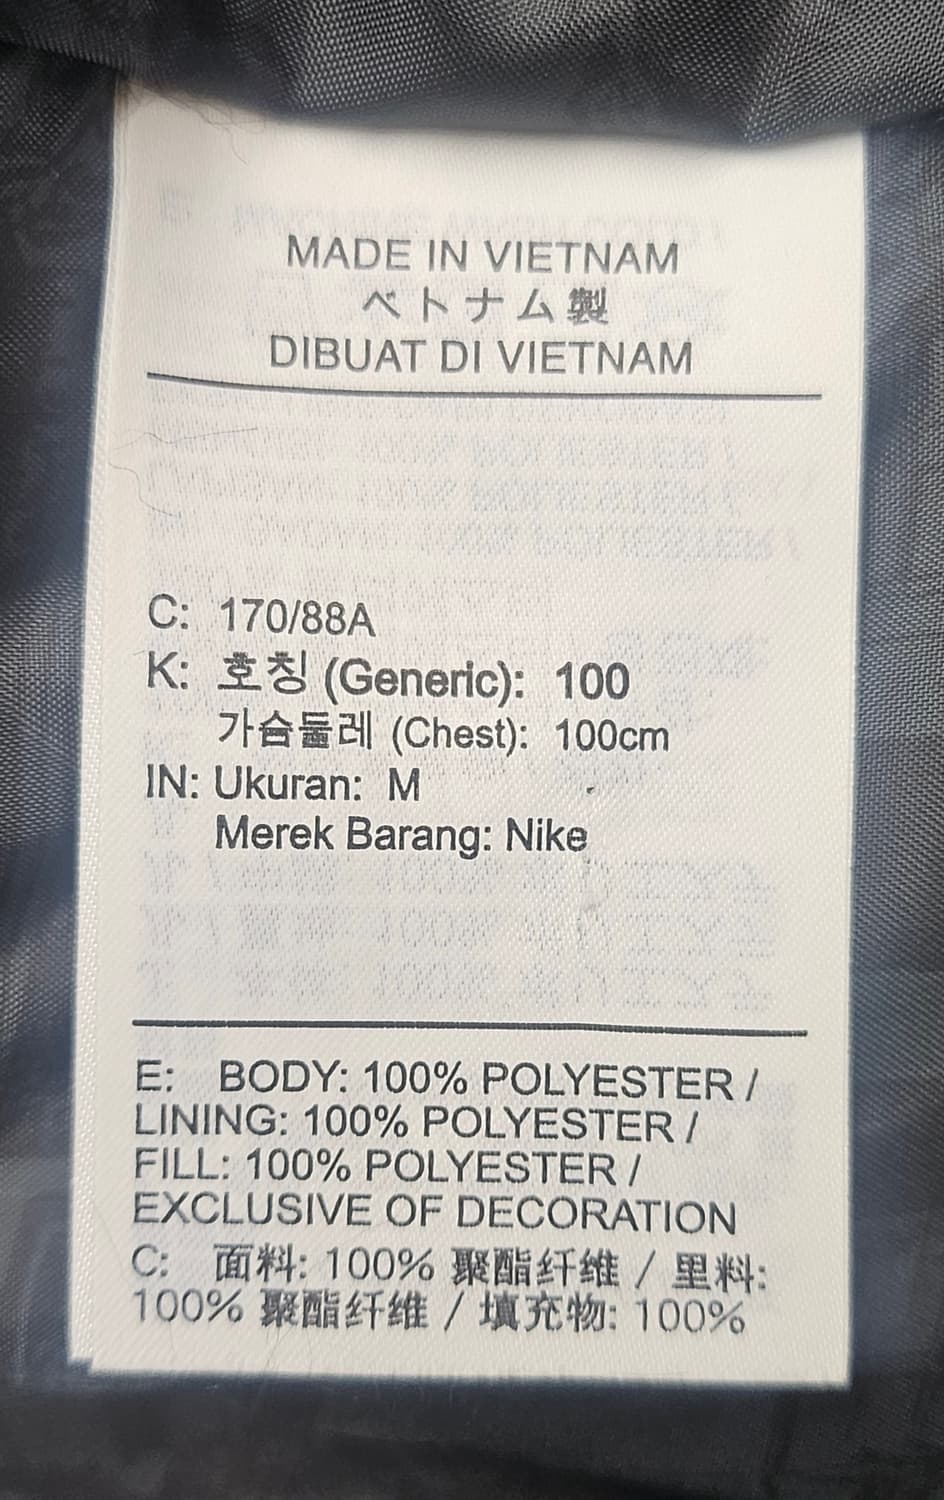 MADE IN VIETNAM
ベトナム製
DIBUAT DI VIETNAM
C: 170/88A
K: 호칭 (Generic): 100
가슴둘레 (Chest): 100cm
IN: Ukuran: M
Merek Barang: Nike
E: BODY: 100% POLYESTER /
LINING: 100% POLYESTER /
FILL: 100% POLYESTER /
EXCLUSIVE OF DECORATION
C: 面料: 100% 聚酯纤维 / 里料:
100% 聚酯纤维 / 填充物: 100%